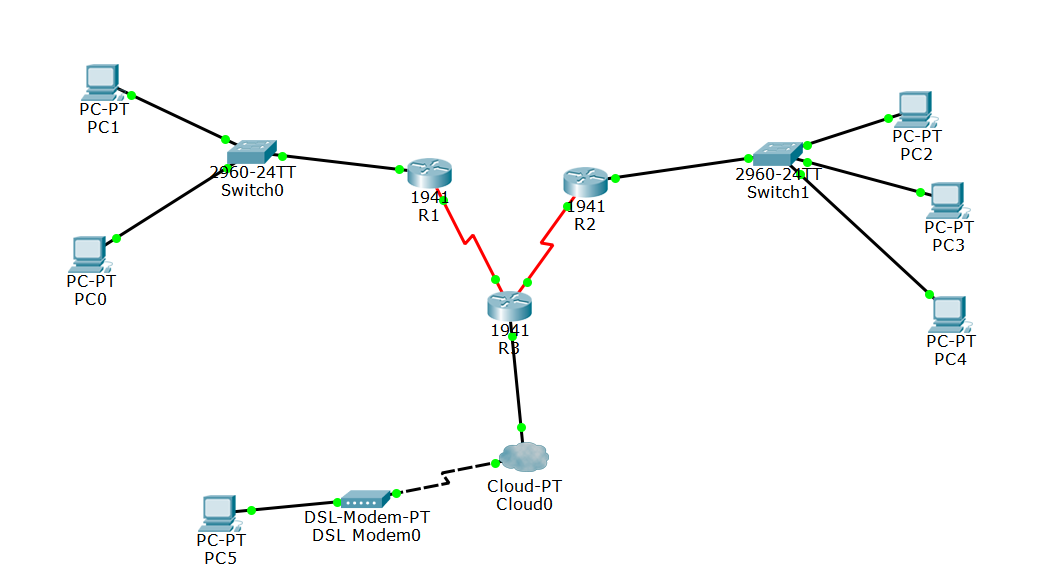 PC-PT
PC1
2960-24TT
Switch0
PC-PT
PC0
1941
R1
1941
R2
2960-24TT
Switch1
PC-PT
PC2
PC-PT
PC3
PC-PT
PC4
1941
R3
Cloud-PT
Cloud0
DSL-Modem-PT
DSL Modem0
PC-PT
PC5